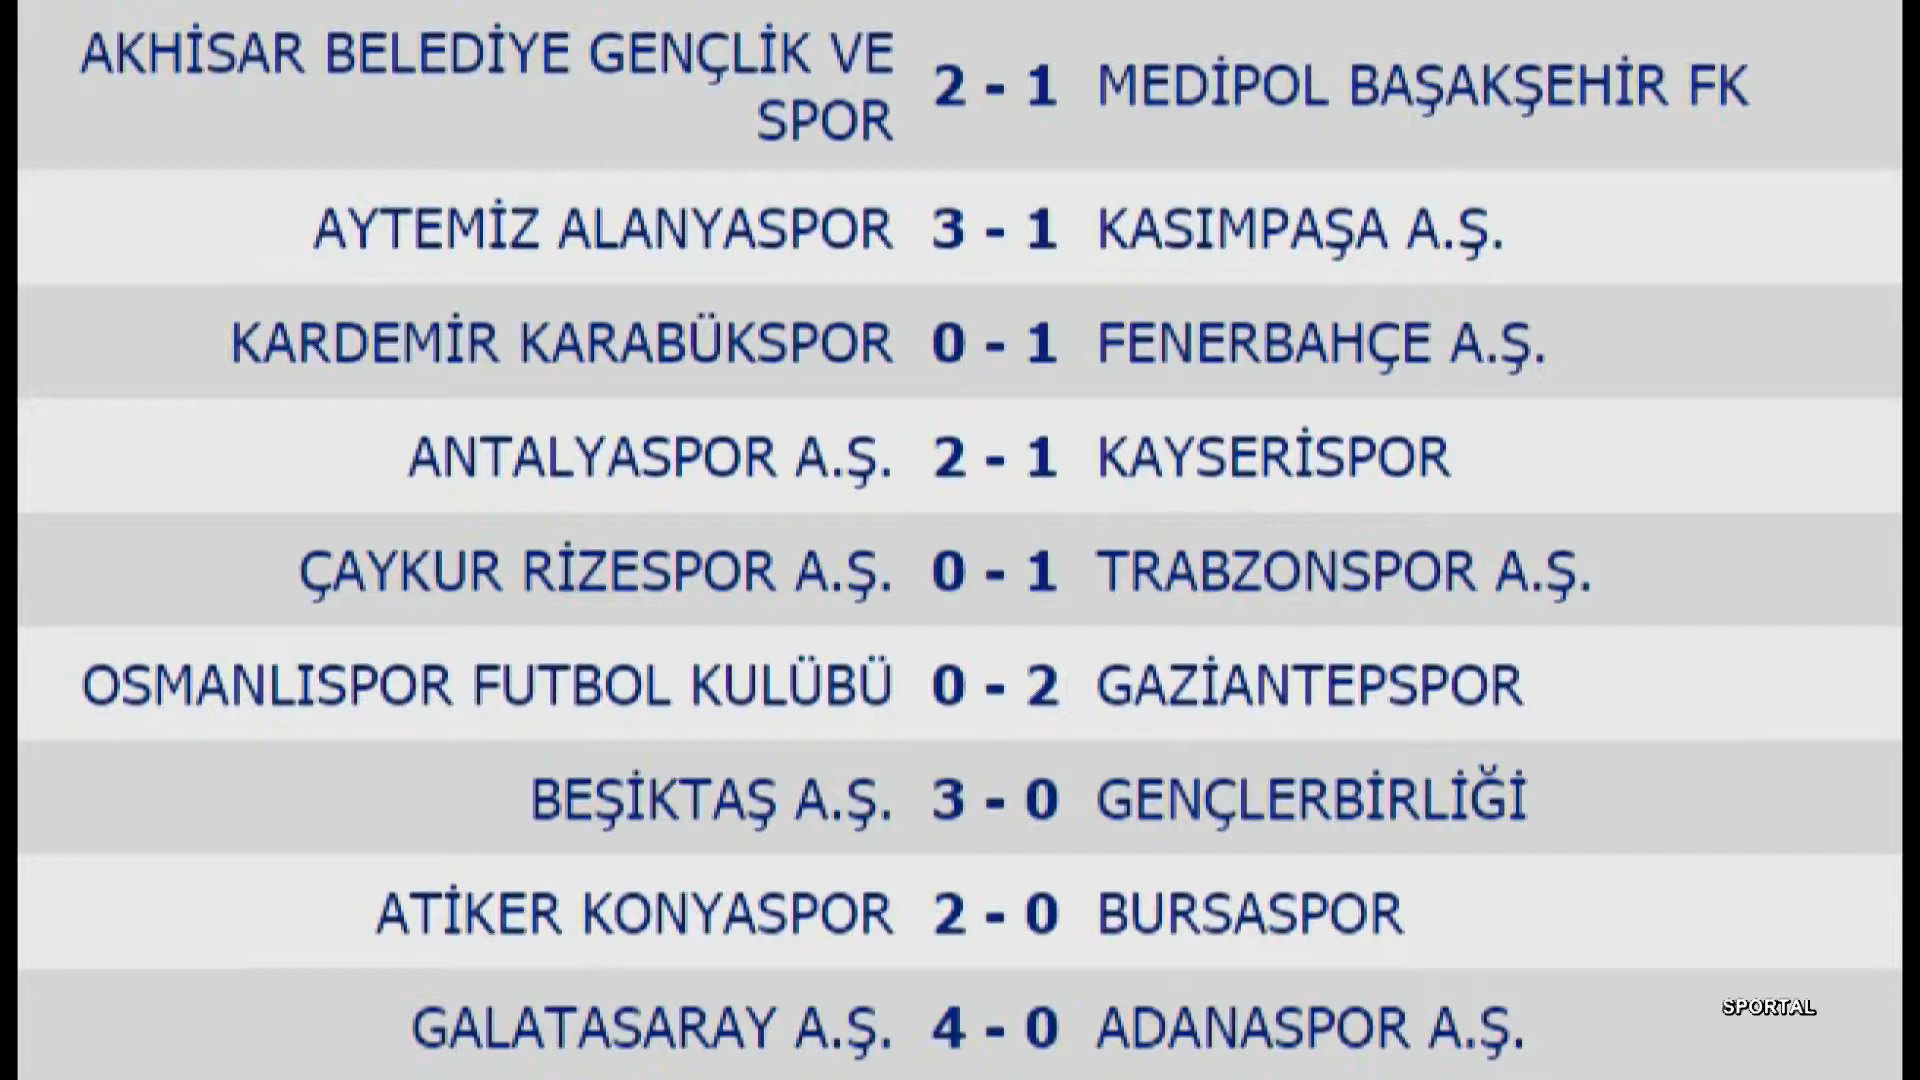 AKHİSAR BELEDİYE GENÇLİK VE
SPOR 2 - 1 MEDİPOL BAŞAKŞEHİR FK
AYTEMİZ ALANYASPOR 3 - 1 KASIMPAŞA A.Ş.
KARDEMİR KARABÜKSPOR 0 - 1 FENERBAHÇE A.Ş.
ANTALYASPOR A.Ş. 2 - 1 KAYSERİSPOR
ÇAYKUR RİZESPOR A.Ş. 0 - 1 TRABZONSPOR A.Ş.
OSMANLISPOR FUTBOL KULÜBÜ 0 - 2 GAZİANTEPSPOR
BEŞİKTAŞ A.Ş. 3 - 0 GENÇLERBİRLİĞİ
ATİKER KONYASPOR 2 - 0 BURSASPOR
GALATASARAY A.Ş. 4 - 0 ADANASPOR A.Ş.
SPORTAL